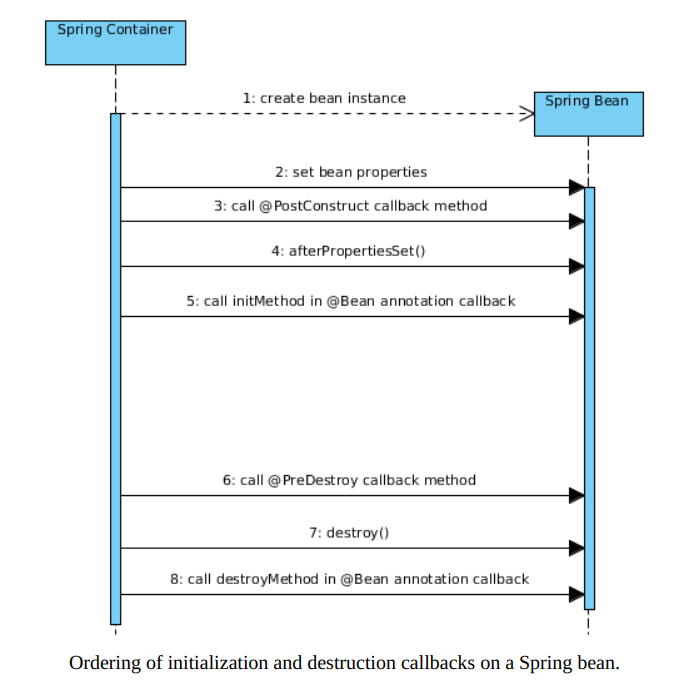 Spring Container
1: create bean instance
Spring Bean
2: set bean properties
3: call @PostConstruct callback method
4: afterPropertiesSet()
5: call initMethod in @Bean annotation callback
6: call @PreDestroy callback method
7: destroy()
8: call destroyMethod in @Bean annotation callback
Ordering of initialization and destruction callbacks on a Spring bean.